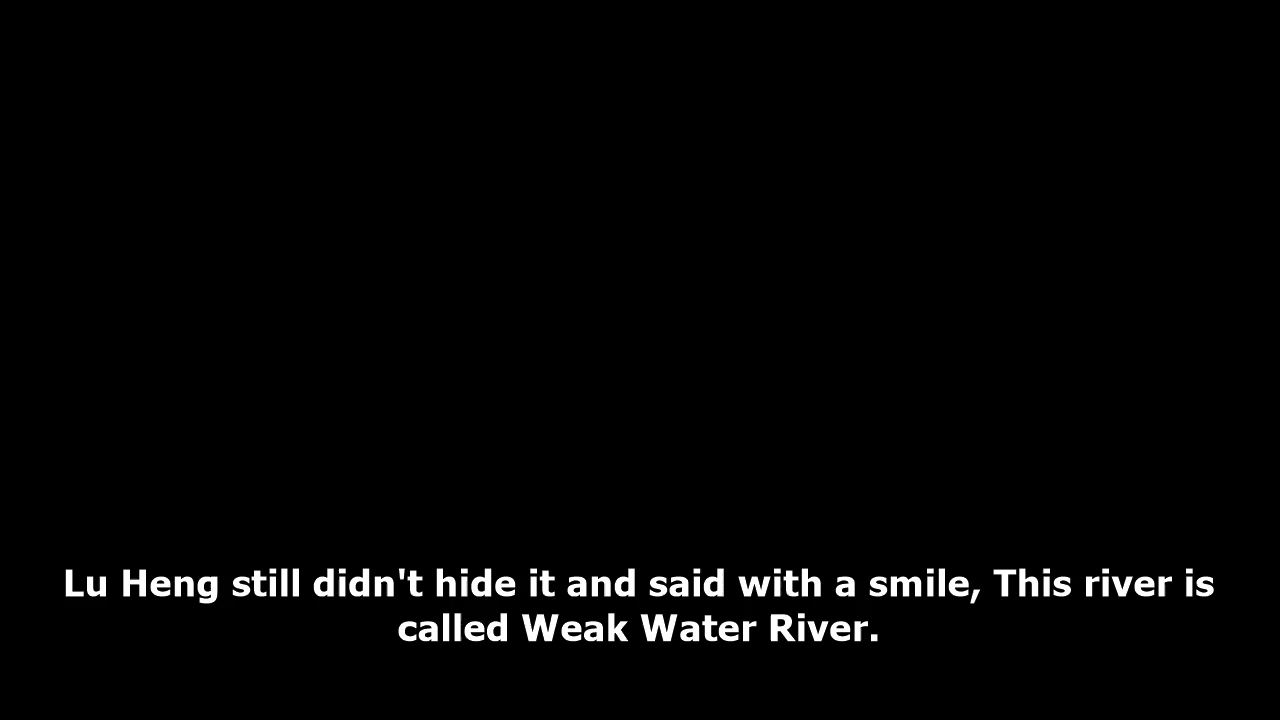 Lu Heng still didn't hide it and said with a smile, This river is
called Weak Water River.